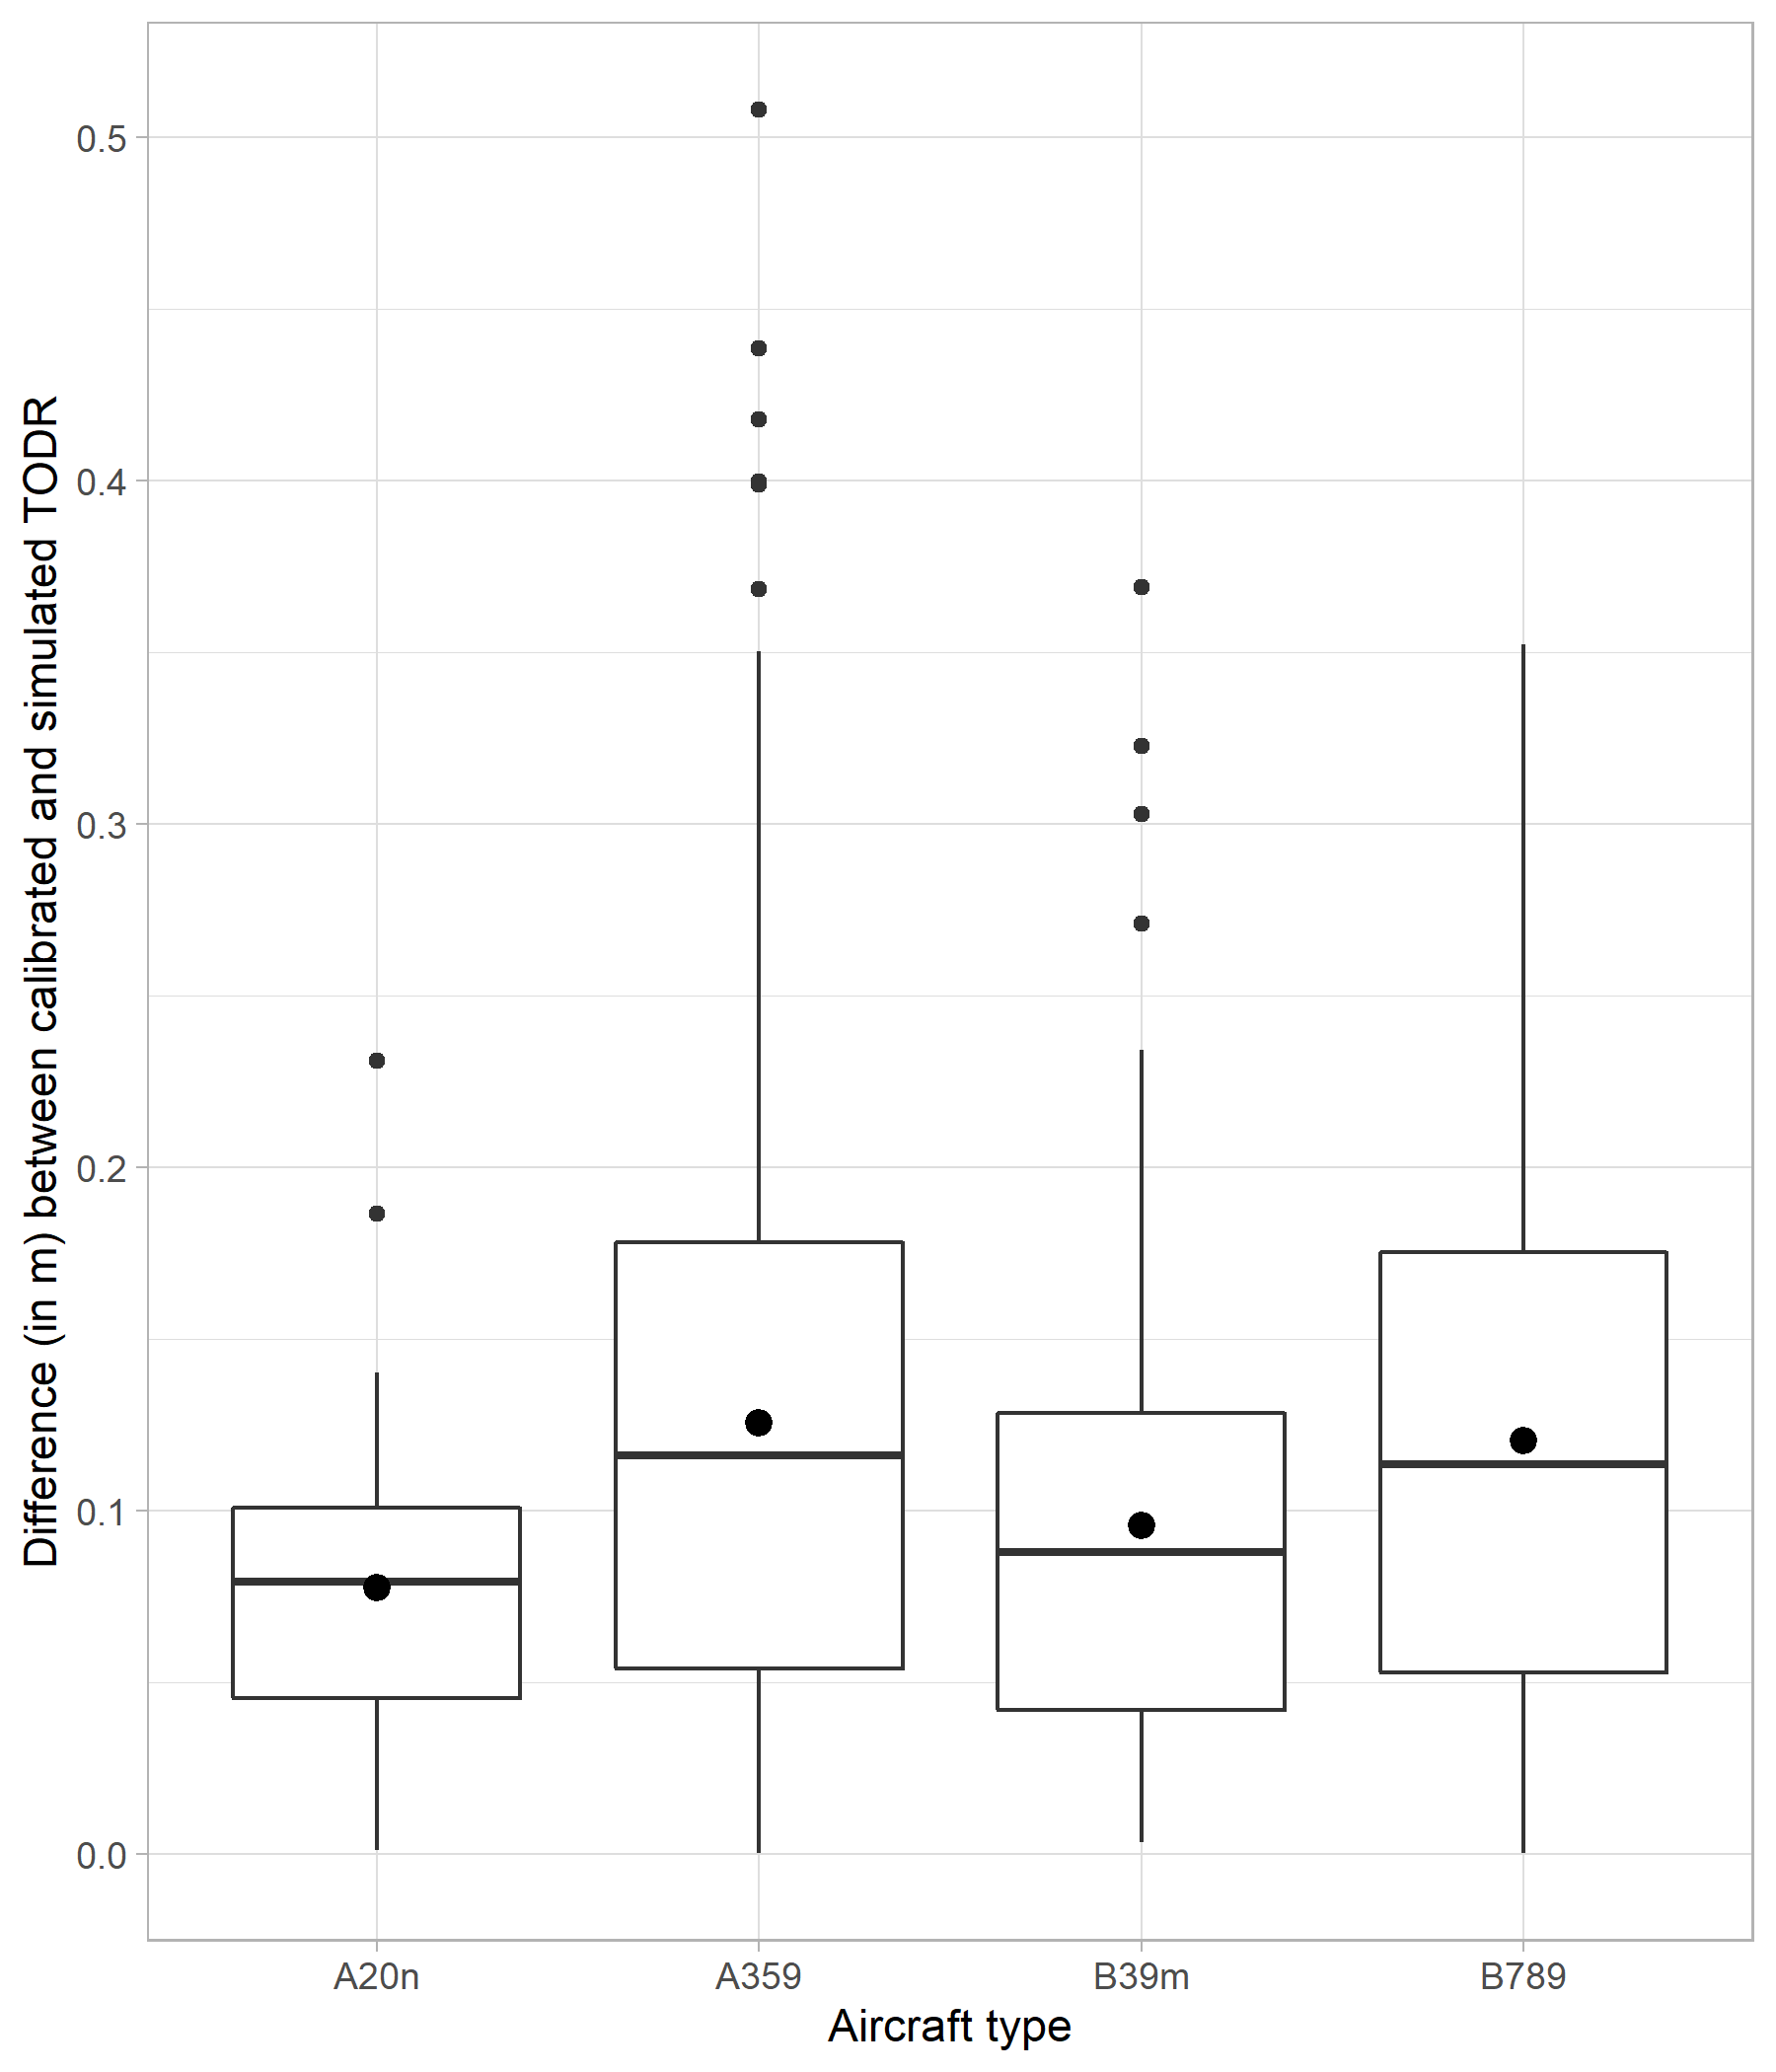 Difference (in m) between calibrated and simulated TODR
0.5
0.4
0.3
0.2
0.1
0.0
A20n A359 B39m B789
Aircraft type